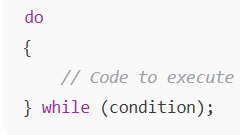 do
{
    // Code to execute
} while (condition);